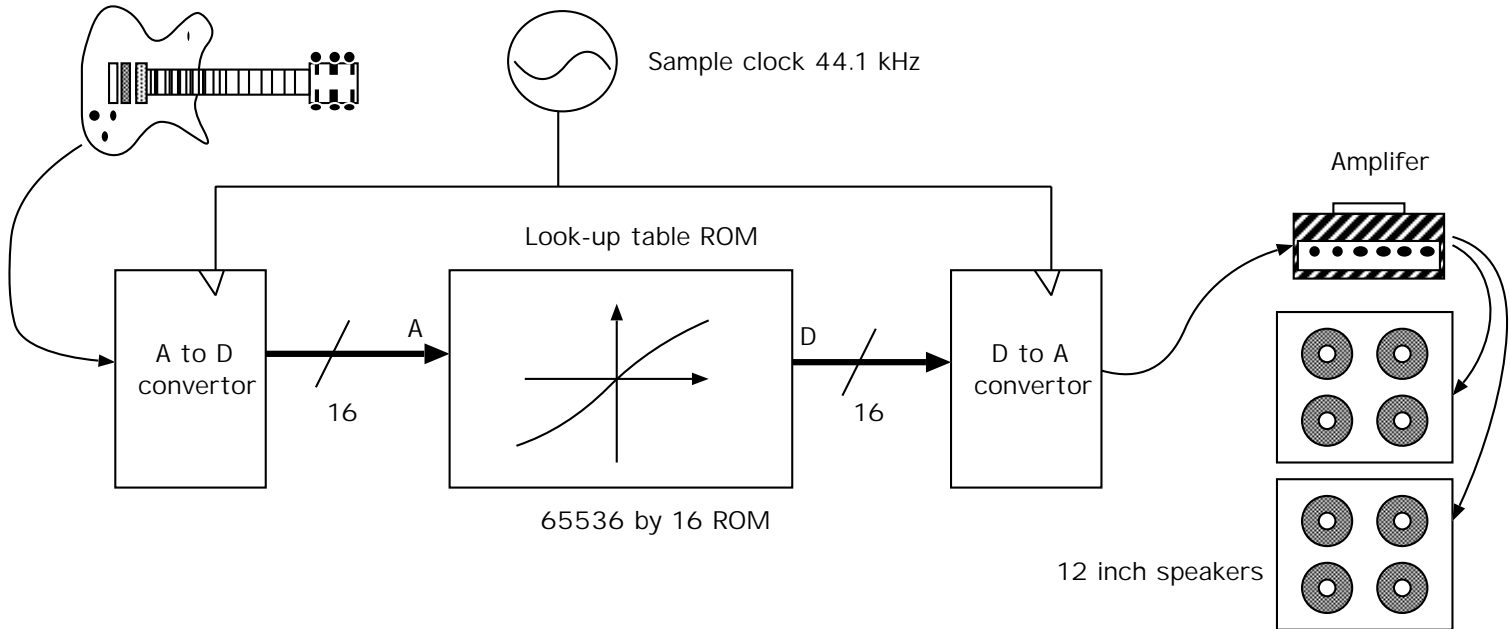 Sample clock 44.1 kHz
Amplifer
Look-up table ROM
A to D
convertor
A
16
D
16
D to A
convertor
65536 by 16 ROM
12 inch speakers